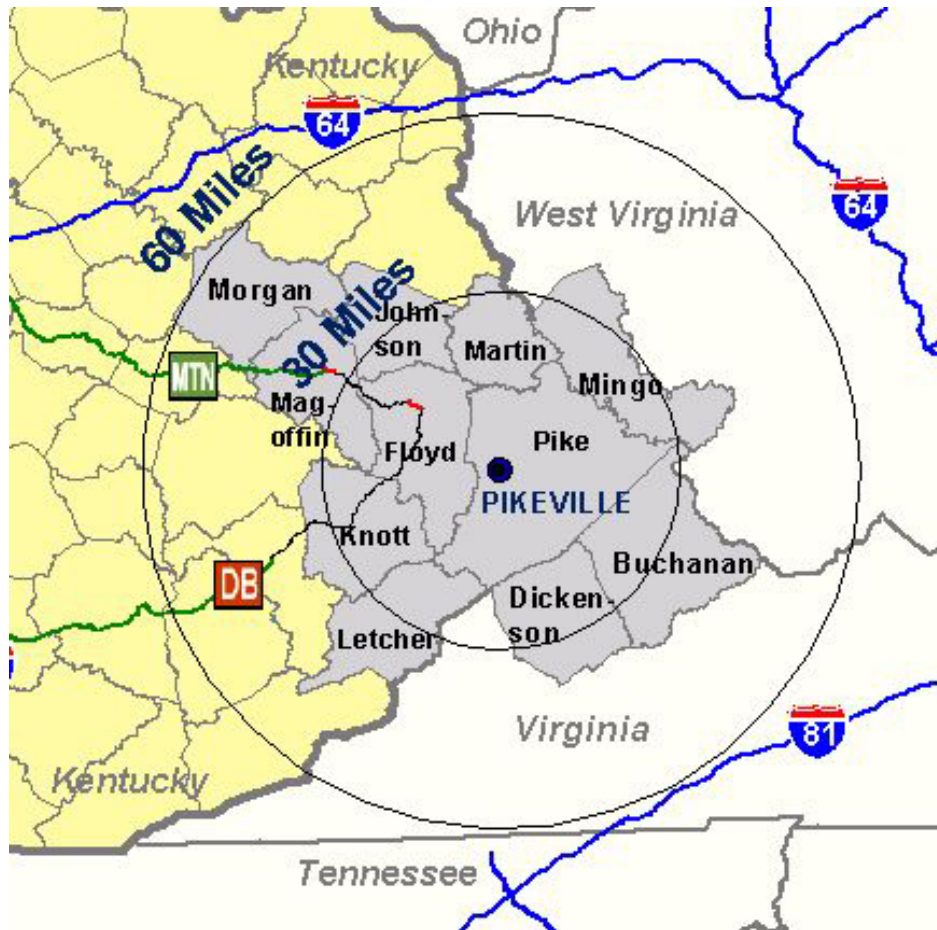 Ohio
Kentucky
64
60 Miles
64
West Virginia
Morgan
30 Miles
John-
son
Martin
MTN
Mingo
Mag-
offin
Floyd
Pike
PIKEVILLE
Knott
Buchanan
DB
Dicken-
son
Letcher
Virginia
81
Kentucky
Tennessee